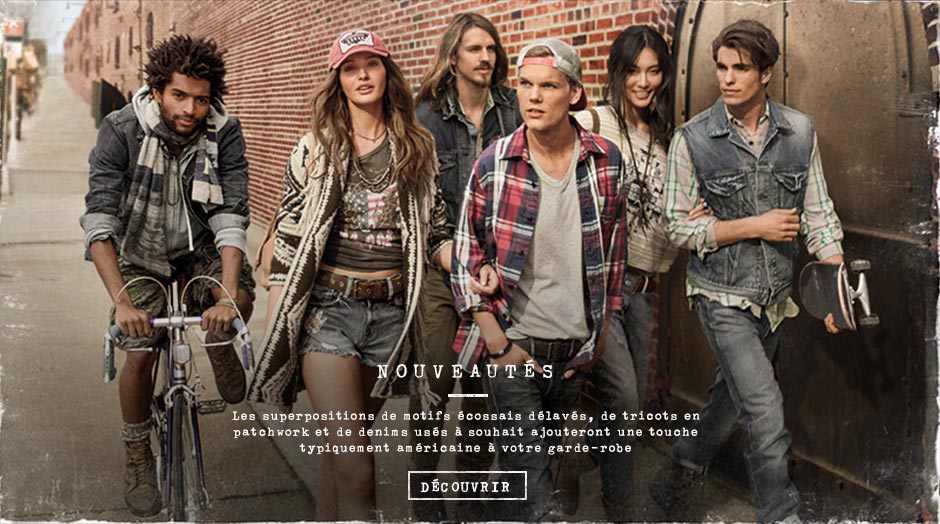 NOUVEAUTÉS
Les superpositions de motifs écossais délavés, de tricots en
patchwork et de denims usés à souhait ajouteront une touche
typiquement américaine à votre garde-robe
DÉCOUVRIR